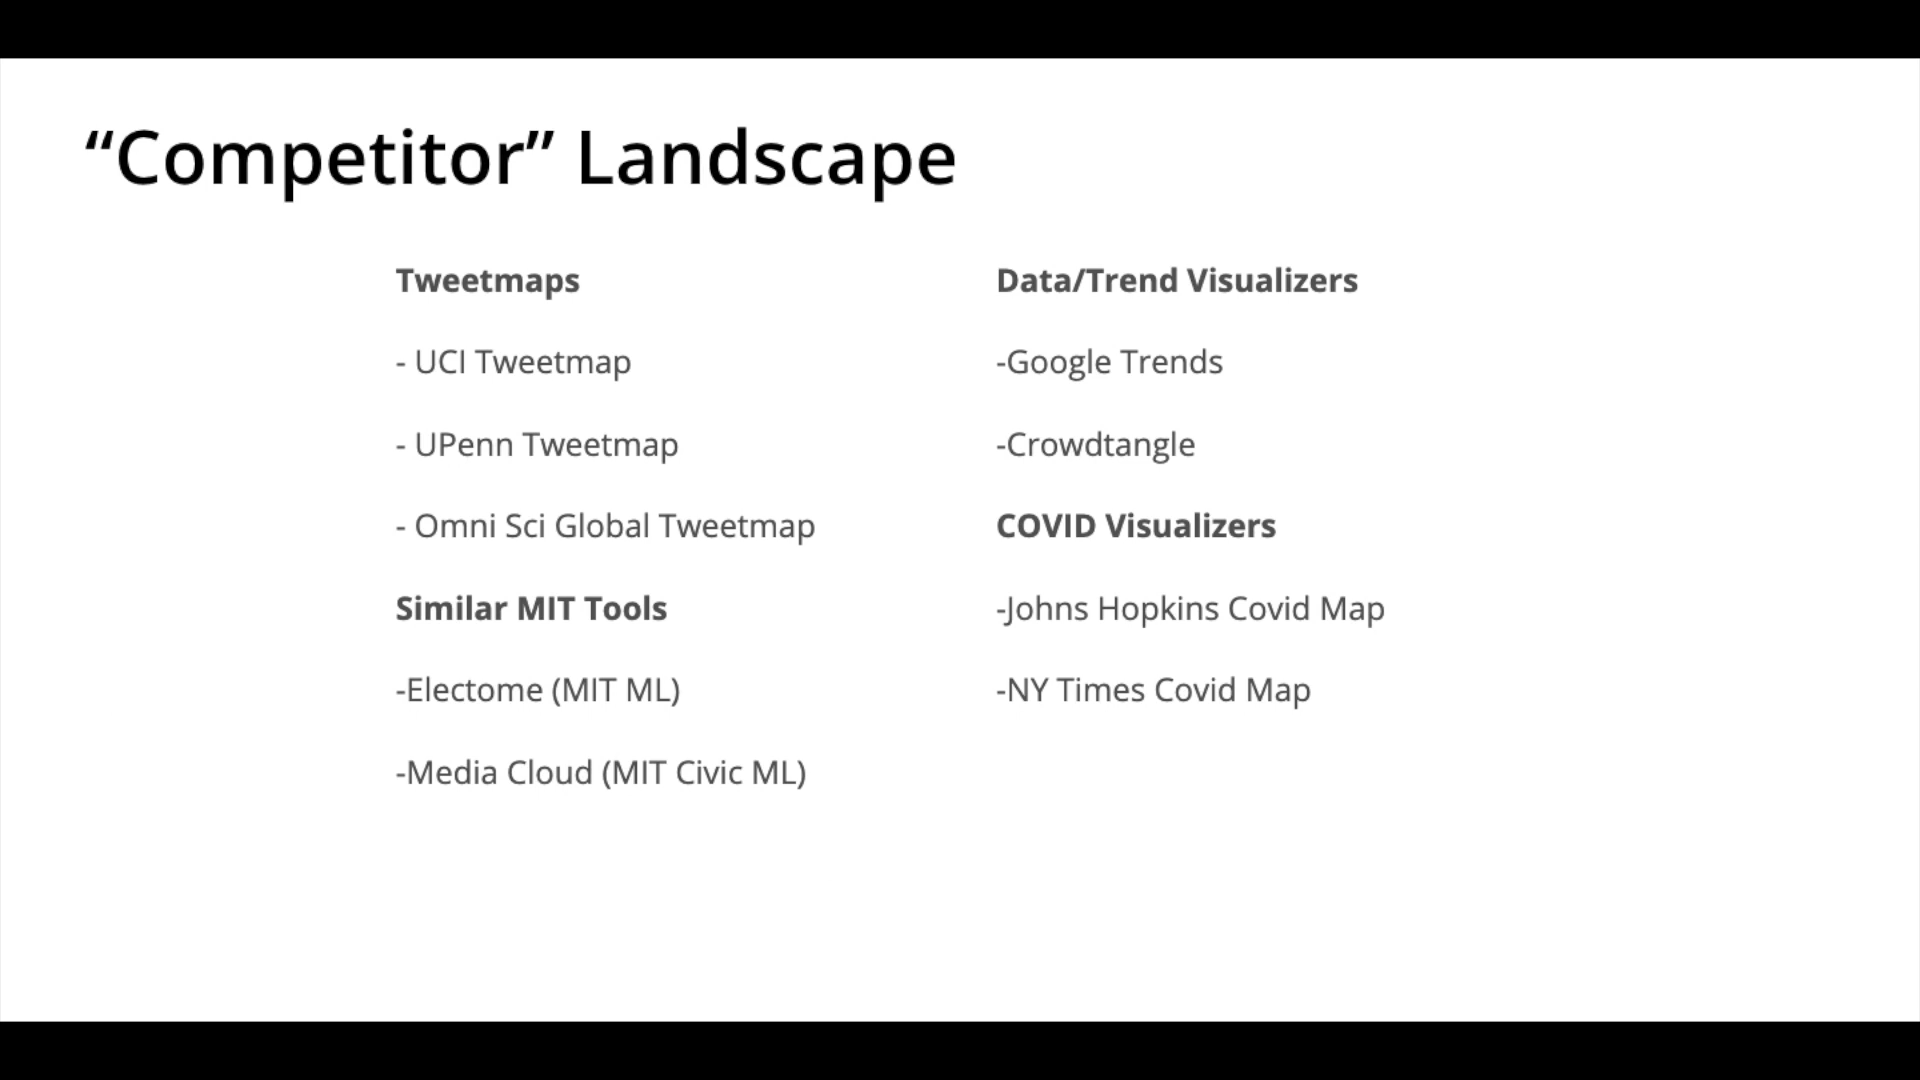 “Competitor” Landscape
Tweetmaps
- UCI Tweetmap
- UPenn Tweetmap
- Omni Sci Global Tweetmap
Similar MIT Tools
-Electome (MIT ML)
-Media Cloud (MIT Civic ML)
Data/Trend Visualizers
-Google Trends
-Crowdtangle
COVID Visualizers
-Johns Hopkins Covid Map
-NY Times Covid Map